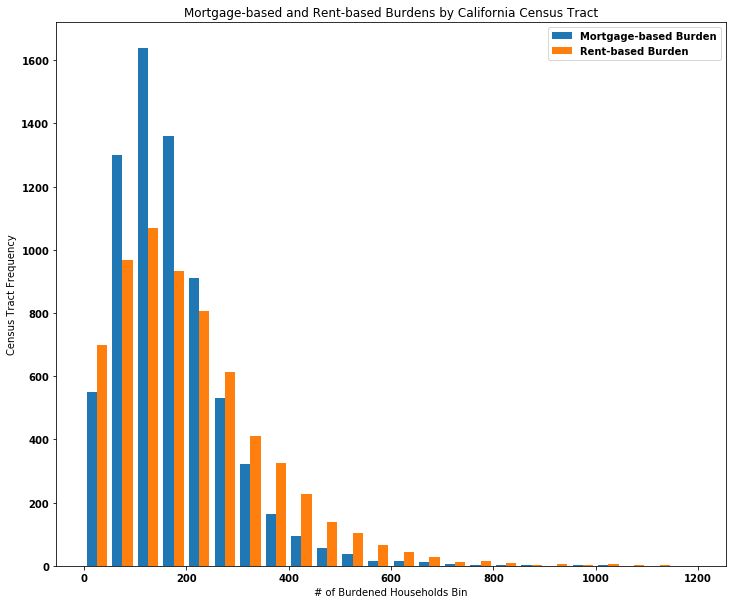 Mortgage-based and Rent-based Burdens by California Census Tract
Mortgage-based Burden
Rent-based Burden
1600
1400
1200
1000
800
600
400
200
0
Census Tract Frequency
0 200 400 600 800 1000 1200
# of Burdened Households Bin